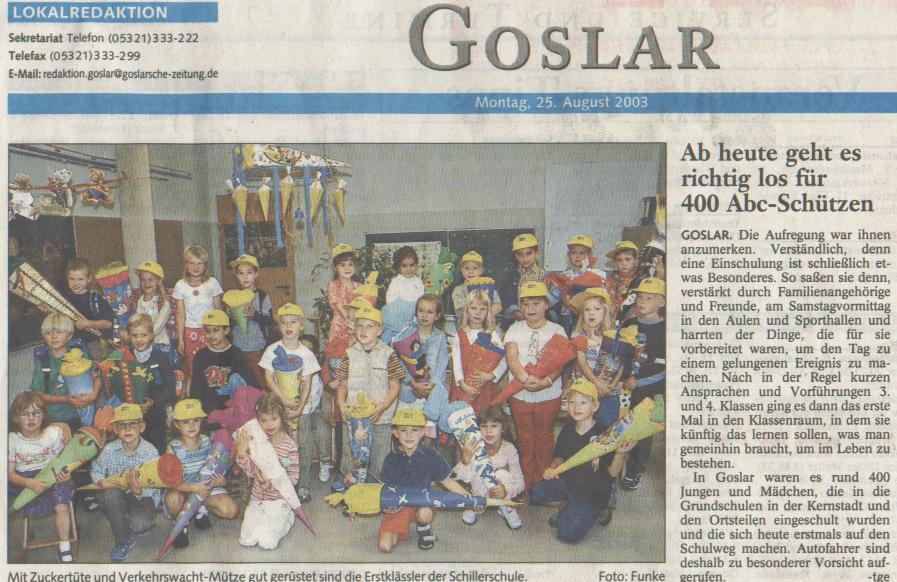 LOKALREDAKTION
Sekretariat Telefon (05321)333-222
Telefax (05321)333-299
E-Mail: redaktion.goslar@goslarsche-zeitung.de
GOSLAR
Montag, 25. August 2003
Mit Zuckertüte und Verkehrswacht-Mütze gut gerüstet sind die Erstklässler der Schillerschule. Foto: Funke
Ab heute geht es
richtig los für
400 Abc-Schützen
GOSLAR. Die Aufregung war ihnen
anzumerken. Verständlich, denn
eine Einschulung ist schließlich et-
was Besonderes. So saßen sie denn,
verstärkt durch Familienangehörige
und Freunde, am Samstagvormittag
in den Aulen und Sporthallen und
harrten der Dinge, die für sie
vorbereitet waren, um den Tag zu
einem gelungenen Ereignis zu ma-
chen. Nach in der Regel kurzen
Ansprachen und Vorführungen 3.
und 4. Klassen ging es dann das erste
Mal in den Klassenraum, in dem sie
künftig das lernen sollen, was man
gemeinhin braucht, um im Leben zu
bestehen.
In Goslar waren es rund 400
Jungen und Mädchen, die in die
Grundschulen in der Kernstadt und
den Ortsteilen eingeschult wurden
und die sich heute erstmals auf den
Schulweg machen. Autofahrer sind
deshalb zu besonderer Vorsicht auf-
gerufen. -tge